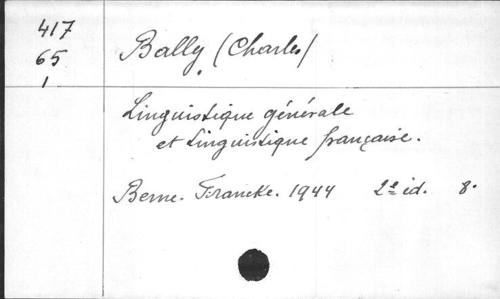 417
65
1
Bally (Charles)
Linguistique générale
et Linguistique française.
Berne. Francke. 1944 2e éd. 8.